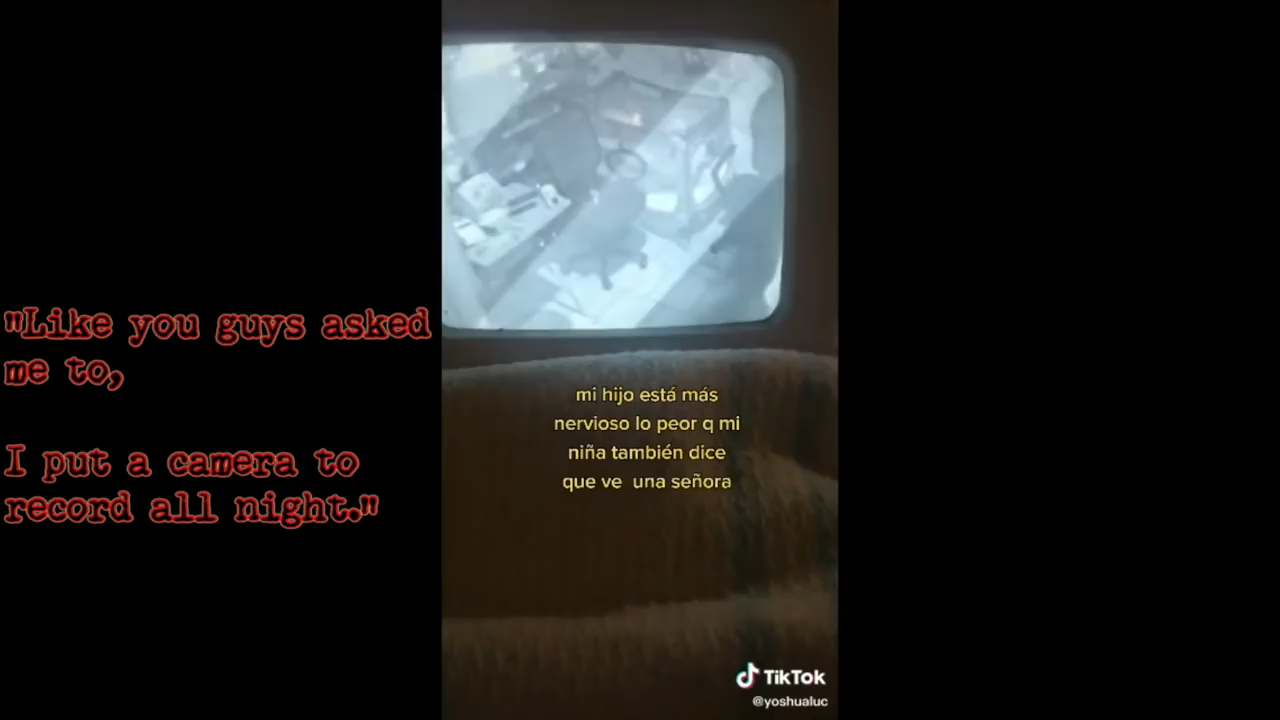 "Like you guys asked
me to,
I put a camera to
record all night."
mi hijo está más
nervioso lo peor q mi
niña también dice
que ve una señora
TikTok
@yoshualuc